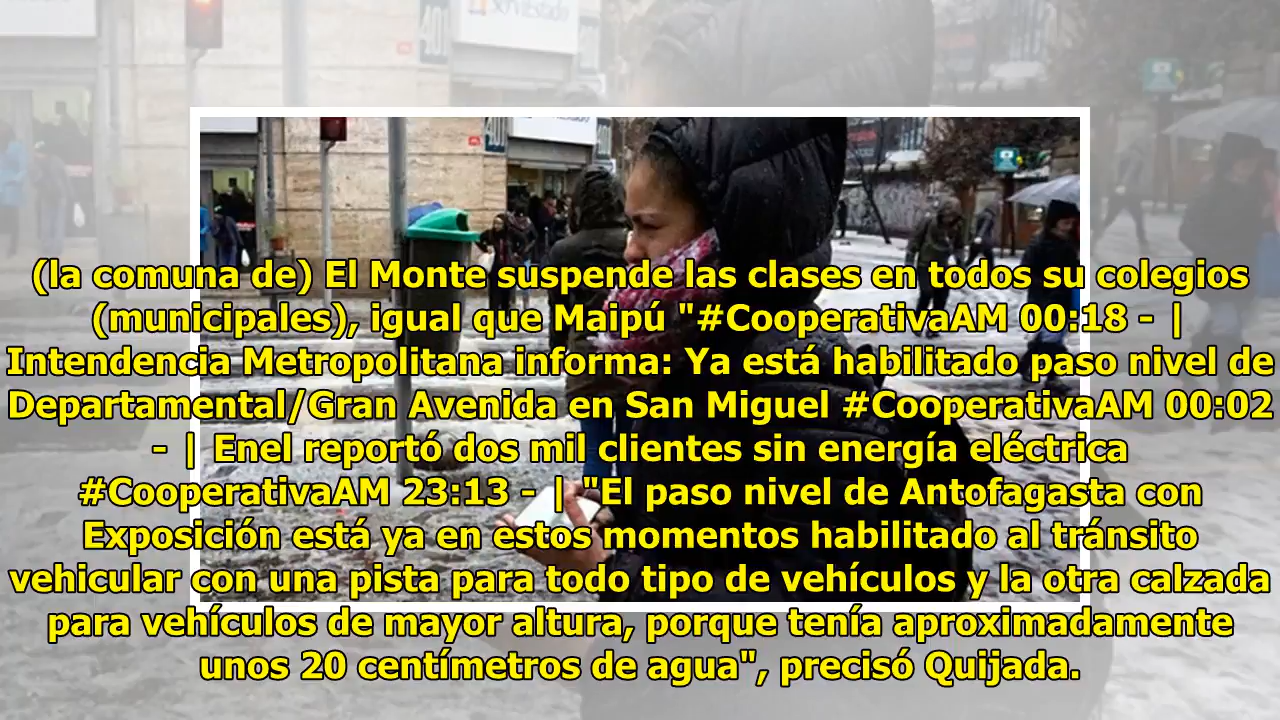 401
(la comuna de) El Monte suspende las clases en todos su colegios
(municipales), igual que Maipú "#CooperativaAM 00:18 - |
Intendencia Metropolitana informa: Ya está habilitado paso nivel de
Departamental/Gran Avenida en San Miguel #CooperativaAM 00:02
- | Enel reportó dos mil clientes sin energía eléctrica
#CooperativaAM 23:13 - | "El paso nivel de Antofagasta con
Exposición está ya en estos momentos habilitado al tránsito
vehicular con una pista para todo tipo de vehículos y la otra calzada
para vehículos de mayor altura, porque tenía aproximadamente
unos 20 centímetros de agua", precisó Quijada.